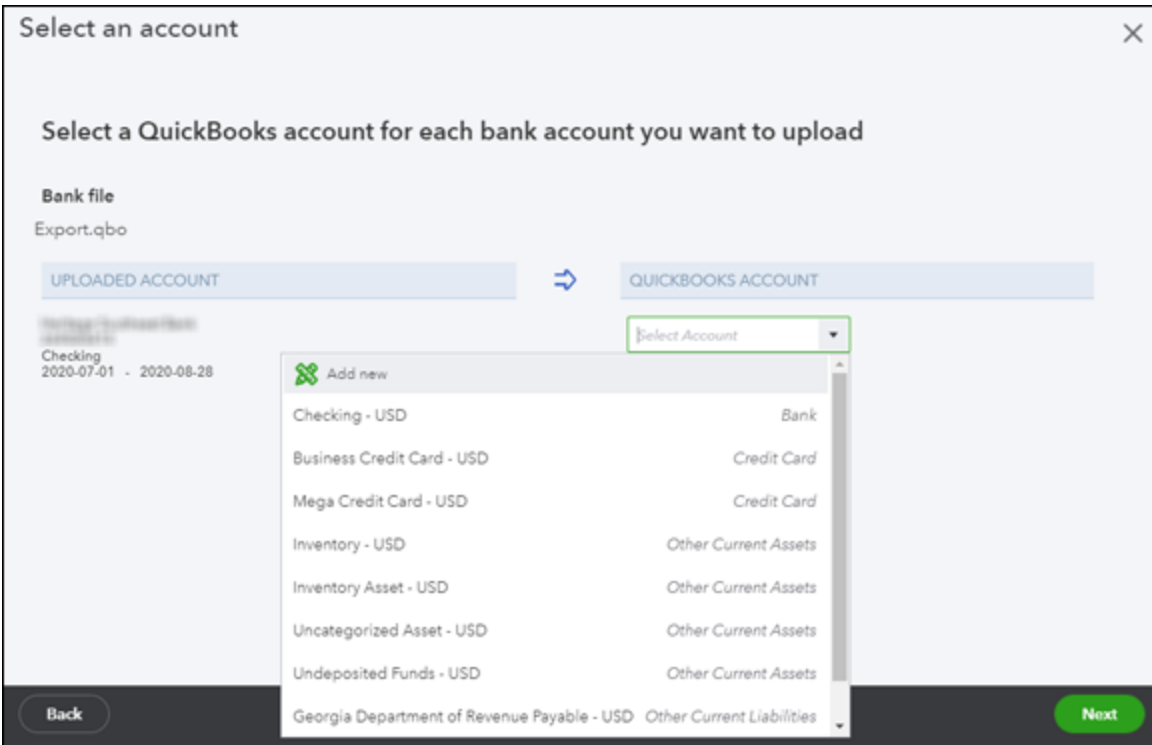 Select an account
Select a QuickBooks account for each bank account you want to upload
Bank file
Export.qbo
UPLOADED ACCOUNT
QUICKBOOKS ACCOUNT
Select Account
Checking
2020-07-01 - 2020-08-28
Add new
Checking - USD Bank
Business Credit Card - USD Credit Card
Mega Credit Card - USD Credit Card
Inventory - USD Other Current Assets
Inventory Asset - USD Other Current Assets
Uncategorized Asset - USD Other Current Assets
Undeposited Funds - USD Other Current Assets
Georgia Department of Revenue Payable - USD Other Current Liabilities
Back
Next